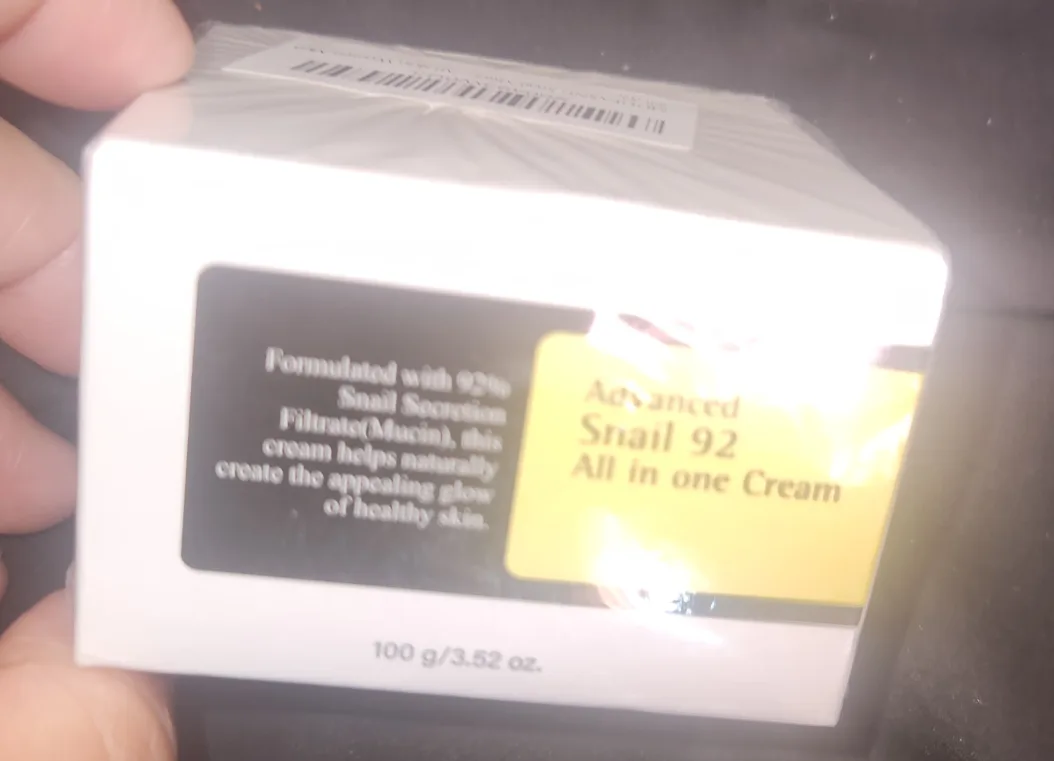 Formulated with 92%
Snail Secretion
Filtrate(Mucin), this
cream helps naturally
create the appealing glow
of healthy skin.
Advanced
Snail 92
All in one Cream
100 g/3.52 oz.